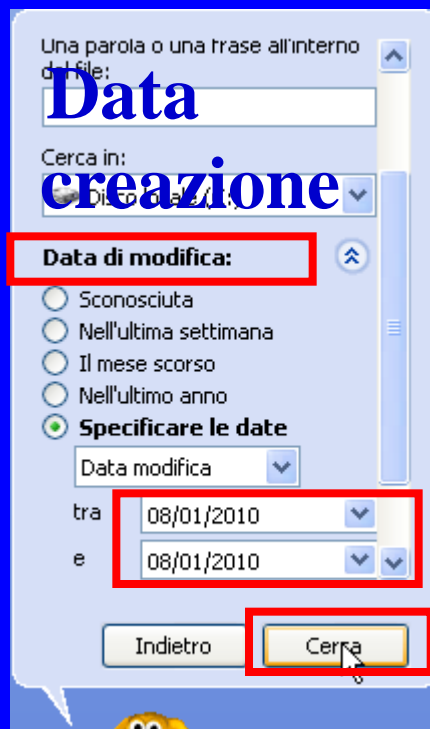 Una parola o una frase all'interno
del file:
Data
Cerca in:
creazione
Disco locale (C:)
Data di modifica:
Sconosciuta
Nell'ultima settimana
Il mese scorso
Nell'ultimo anno
Specificare le date
Data modifica
tra 08/01/2010
e 08/01/2010
Indietro Cerca